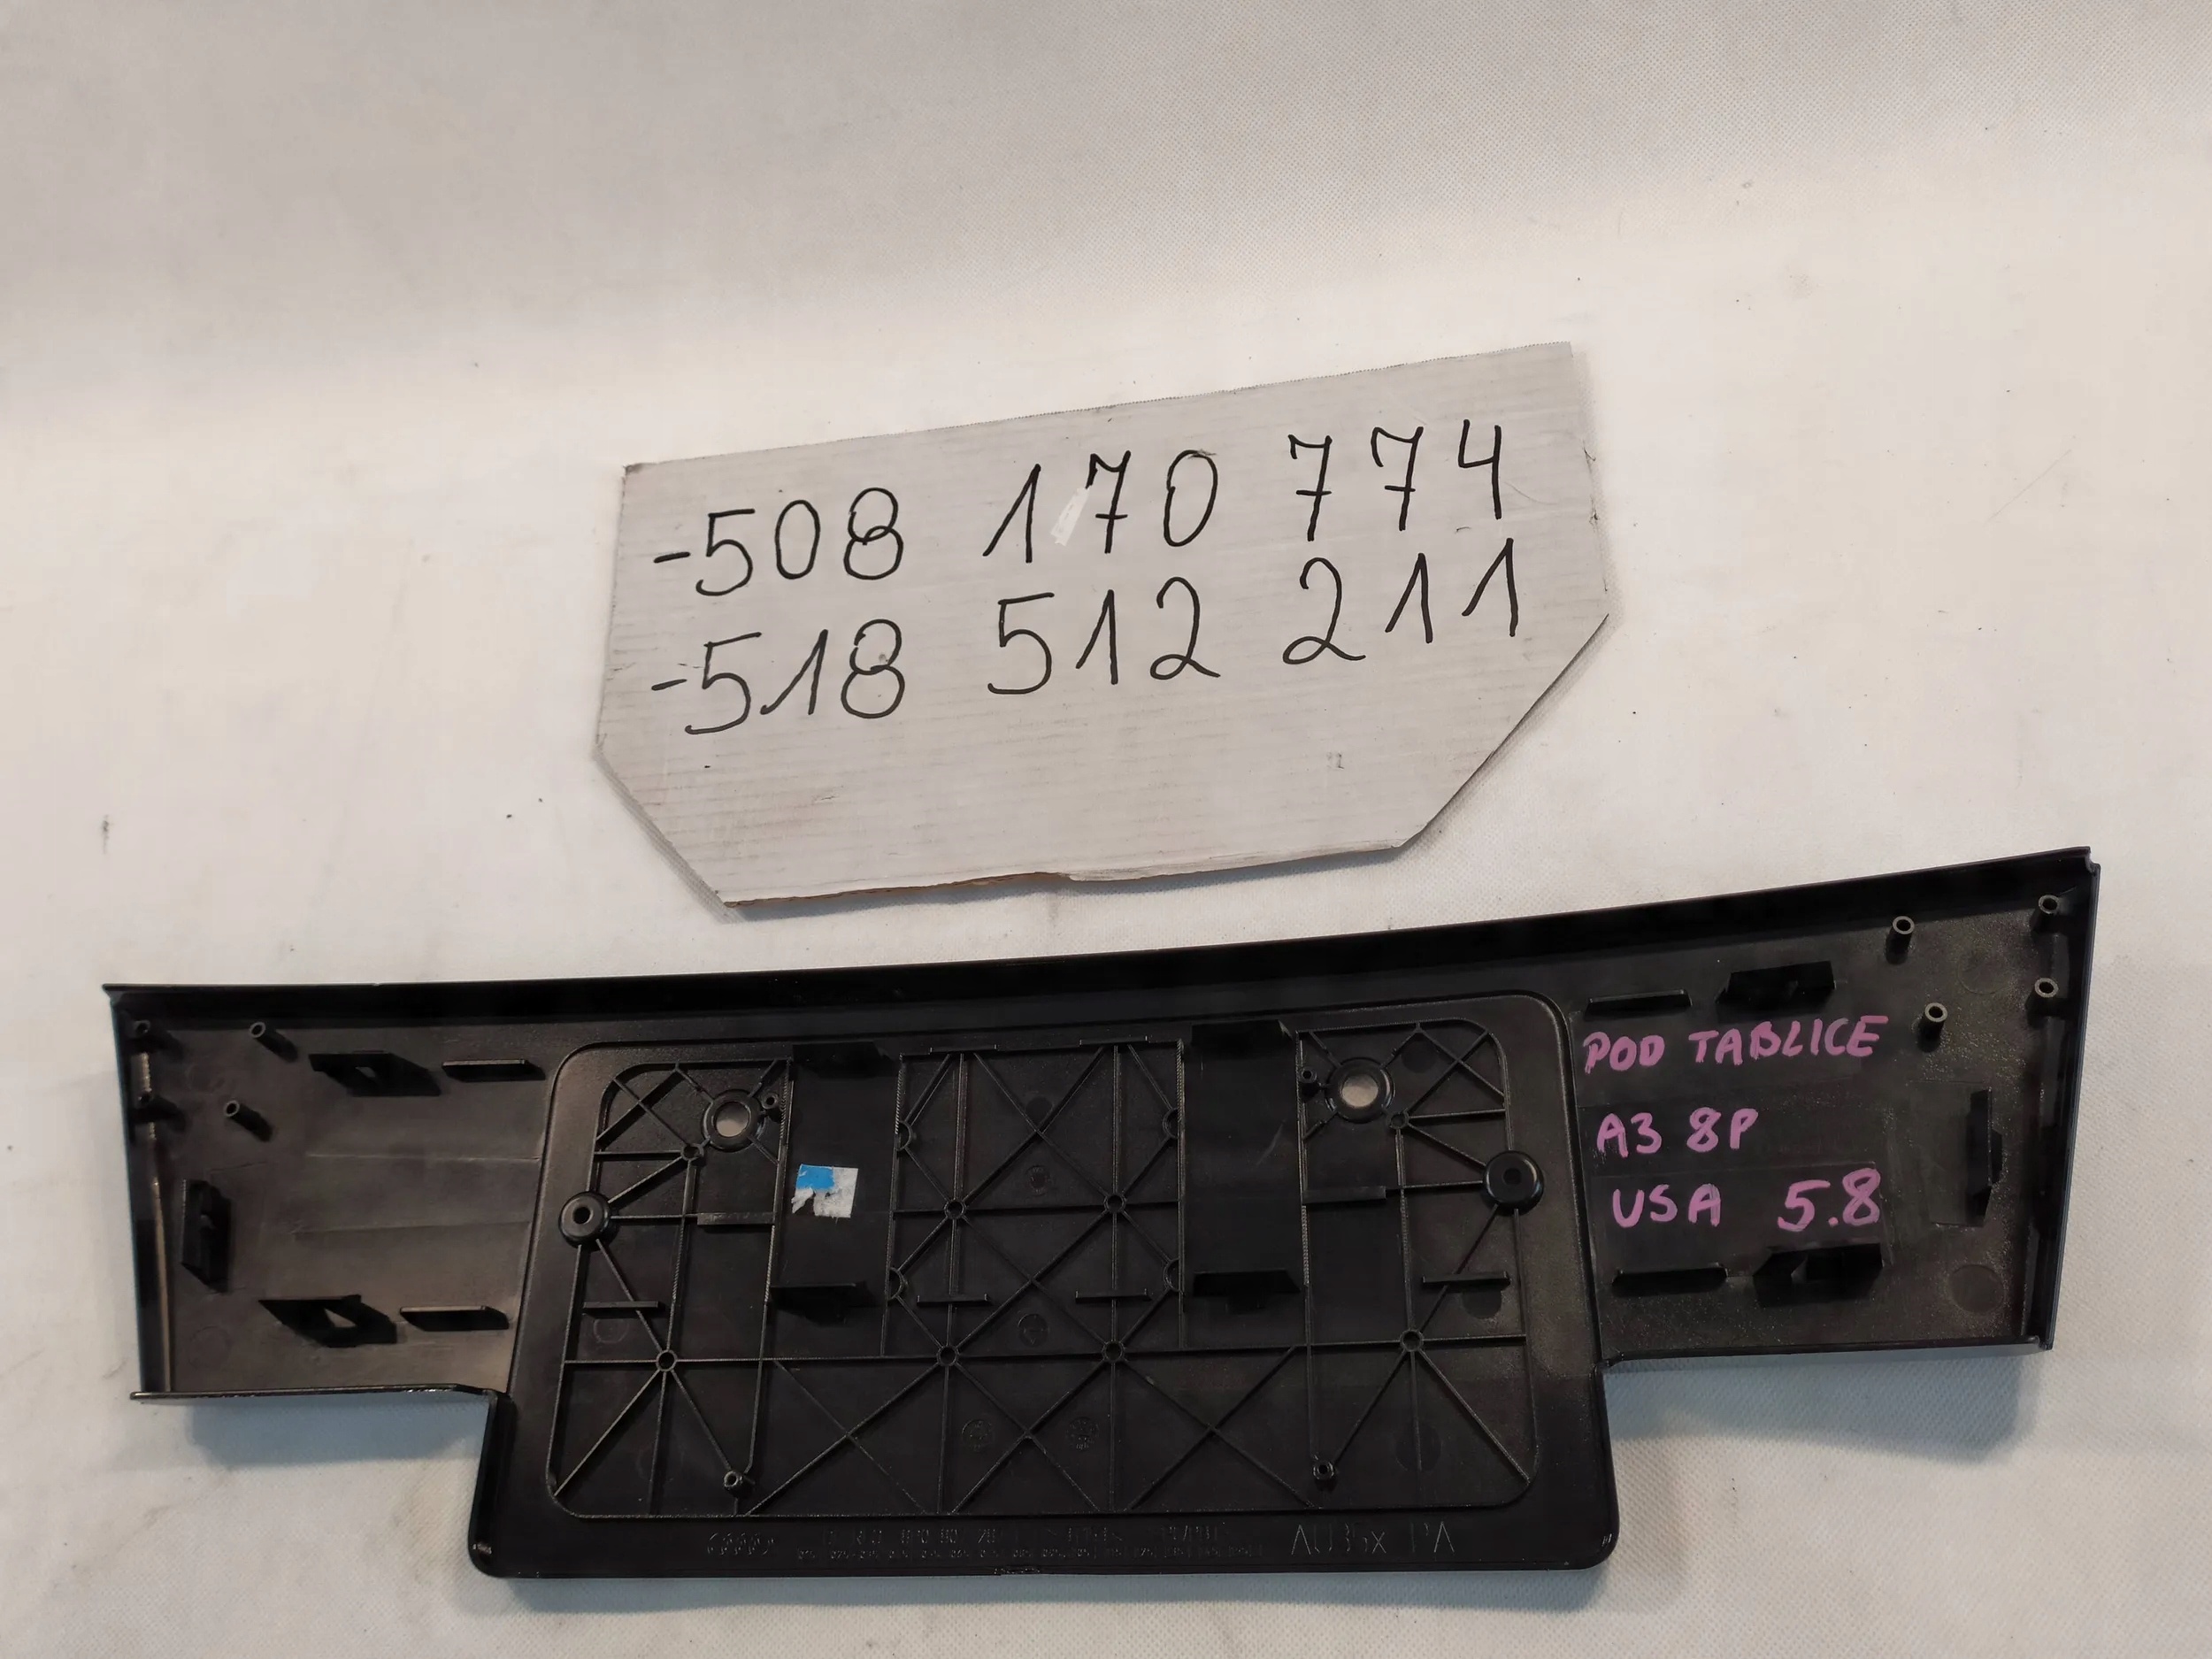 -508 170 774
-518 512 211
POD TABLICE
A3 8P
USA 5.8